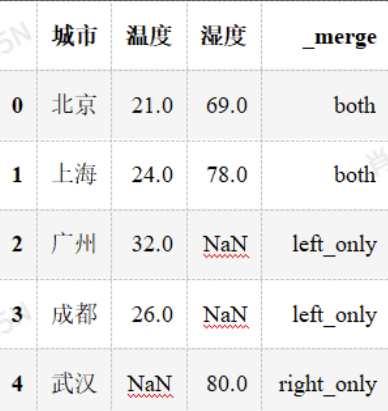 城市 温度 湿度 _merge
0 北京 21.0 69.0 both
1 上海 24.0 78.0 both
2 广州 32.0 NaN left_only
3 成都 26.0 NaN left_only
4 武汉 NaN 80.0 right_only